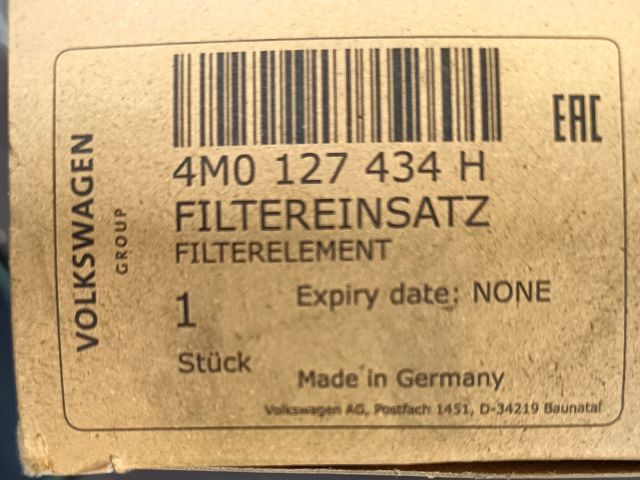 VOLKSWAGEN
GROUP
EAC
4M0 127 434 H
FILTEREINSATZ
FILTERELEMENT
1
Expiry date: NONE
Stück
Made in Germany
Volkswagen AG, Postfach 1451, D-34219 Baunatal